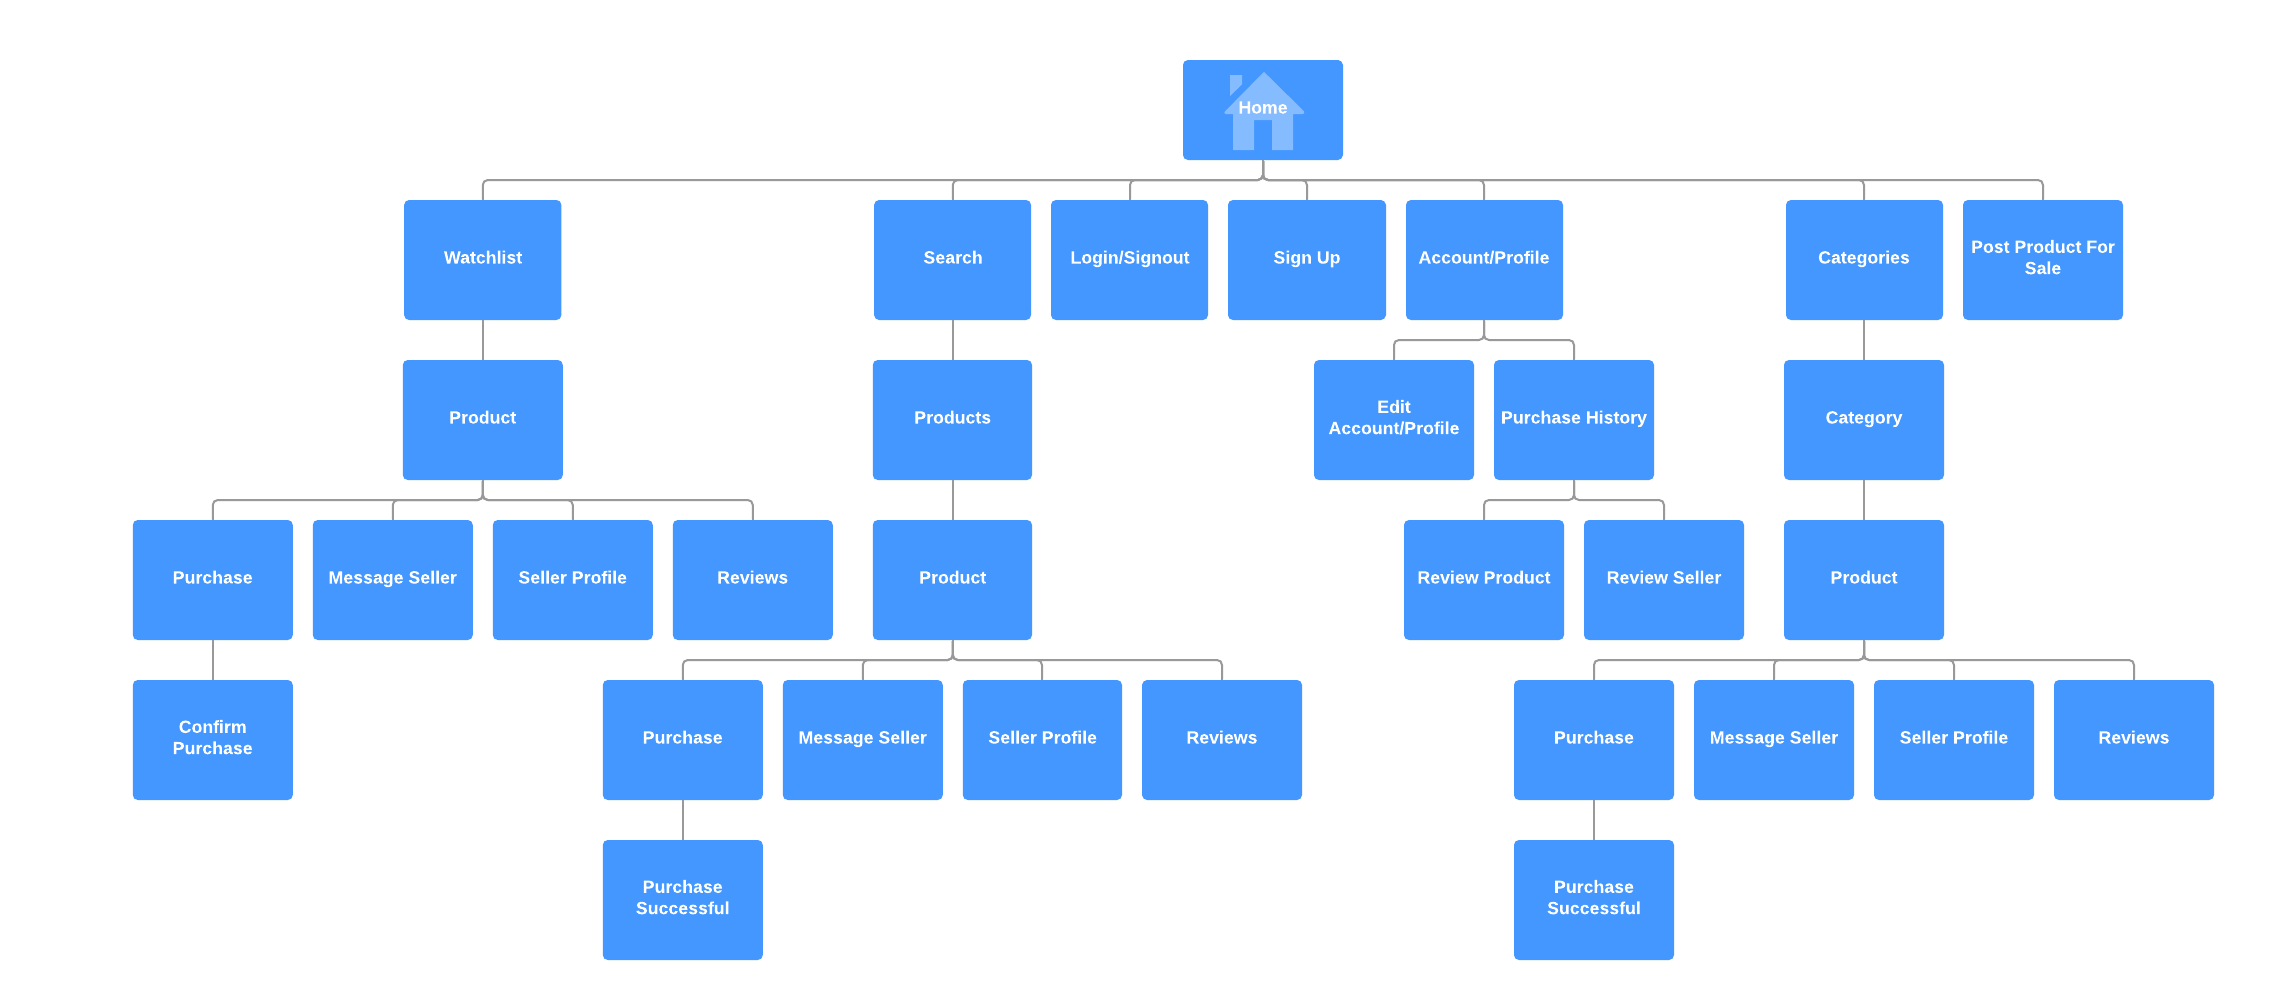 Home
Watchlist
Search
Login/Signout
Sign Up
Account/Profile
Categories
Post Product For
Sale
Product
Products
Edit
Account/Profile
Purchase History
Category
Purchase
Message Seller
Seller Profile
Reviews
Product
Review Product
Review Seller
Product
Confirm
Purchase
Purchase
Message Seller
Seller Profile
Reviews
Purchase
Message Seller
Seller Profile
Reviews
Purchase
Successful
Purchase
Successful